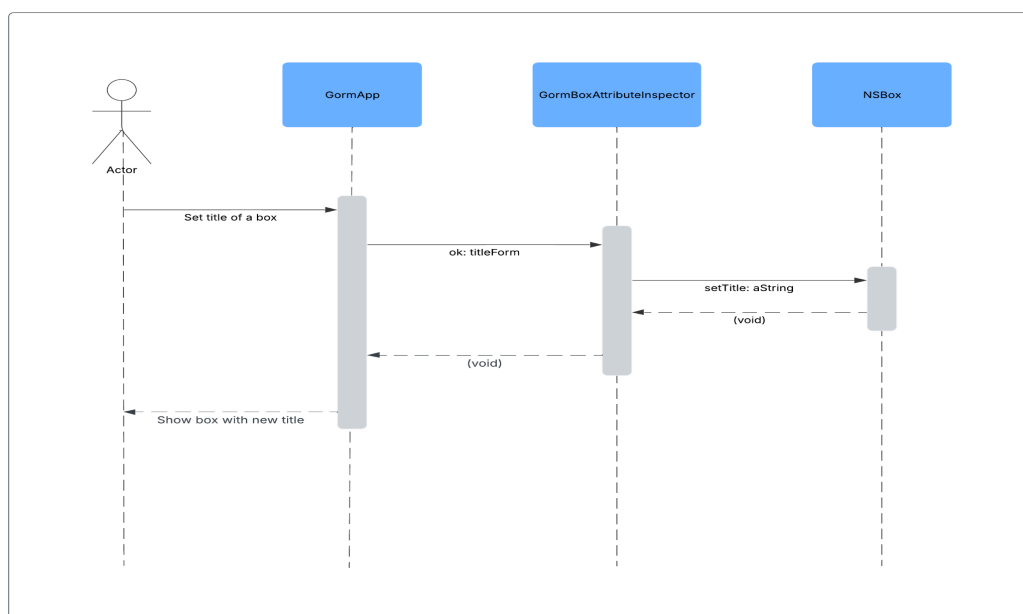 GormApp
GormBoxAttributeInspector
NSBox
Actor
Set title of a box
ok: titleForm
setTitle: aString
(void)
(void)
Show box with new title